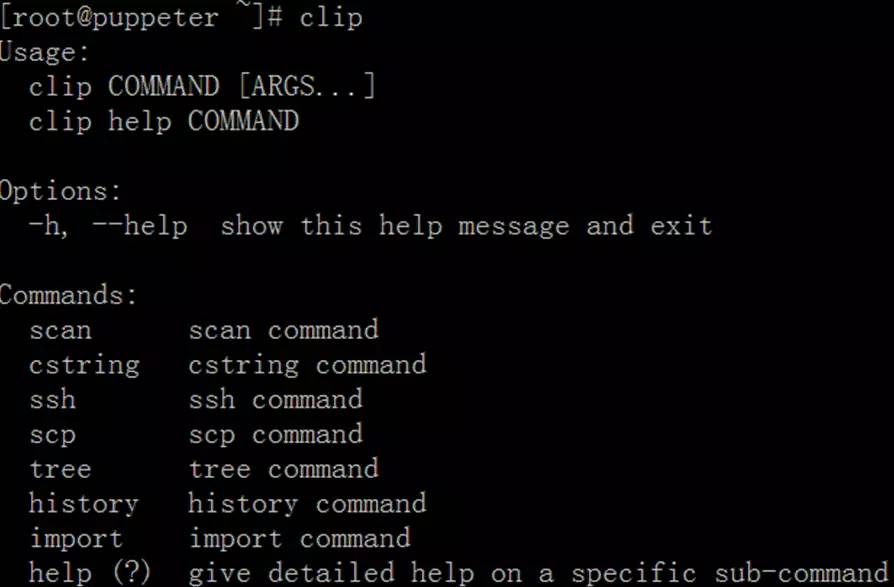 [root@puppeter ~]# clip
Usage:
  clip COMMAND [ARGS...]
  clip help COMMAND

Options:
  -h, --help  show this help message and exit

Commands:
  scan      scan command
  cstring   cstring command
  ssh       ssh command
  scp       scp command
  tree      tree command
  history   history command
  import    import command
  help (?)  give detailed help on a specific sub-command